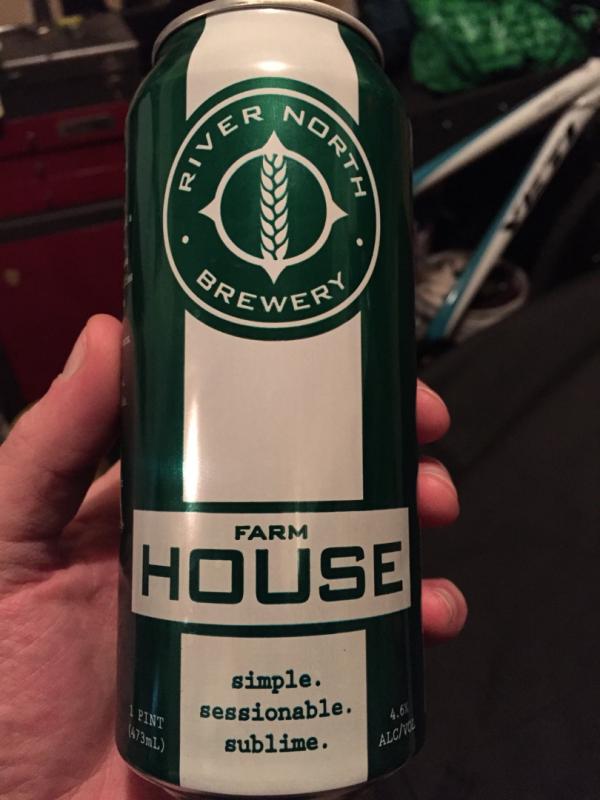 RIVER NORTH
BREWERY
FARM
HOUSE
simple.
sessionable.
sublime.
1 PINT
(473mL)
4.6%
ALC/VOL